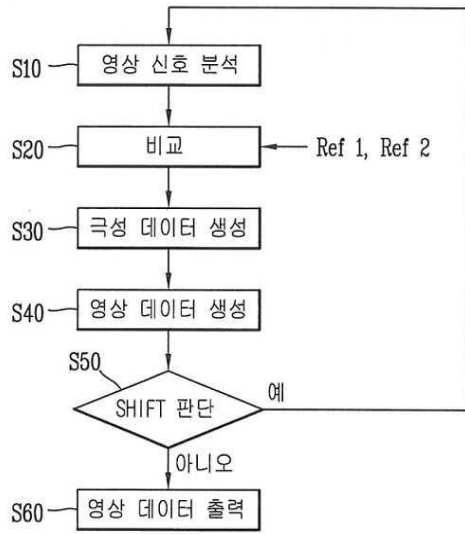 S10 영상 신호 분석
S20 비교 Ref 1, Ref 2
S30 극성 데이터 생성
S40 영상 데이터 생성
S50
SHIFT 판단 예
아니오
S60 영상 데이터 출력